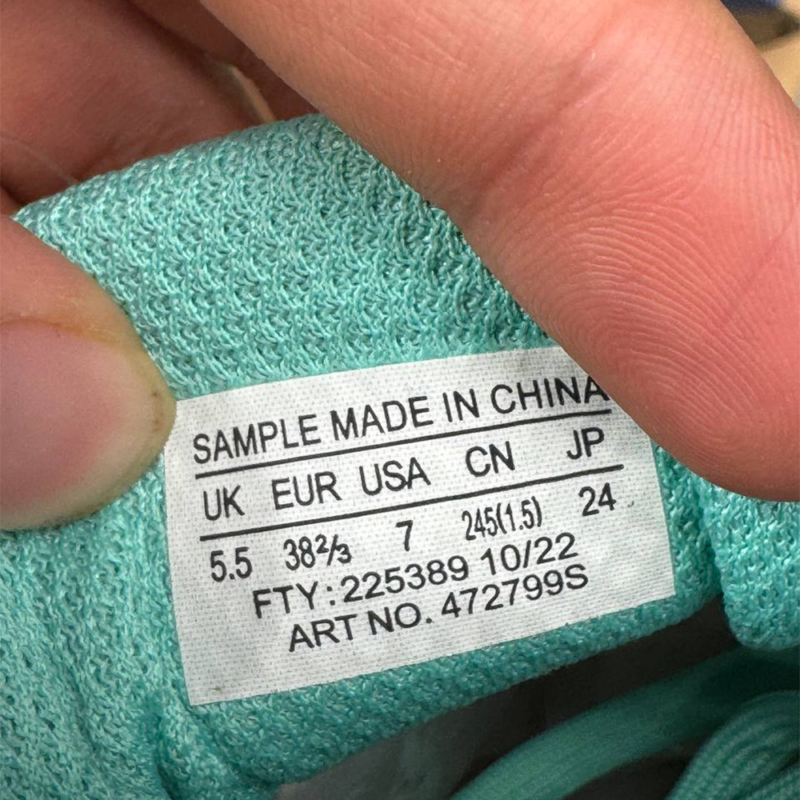 SAMPLE MADE IN CHINA
UK EUR USA CN JP
5.5 38⅔ 7 245(1.5) 24
FTY:225389 10/22
ART NO. 472799S